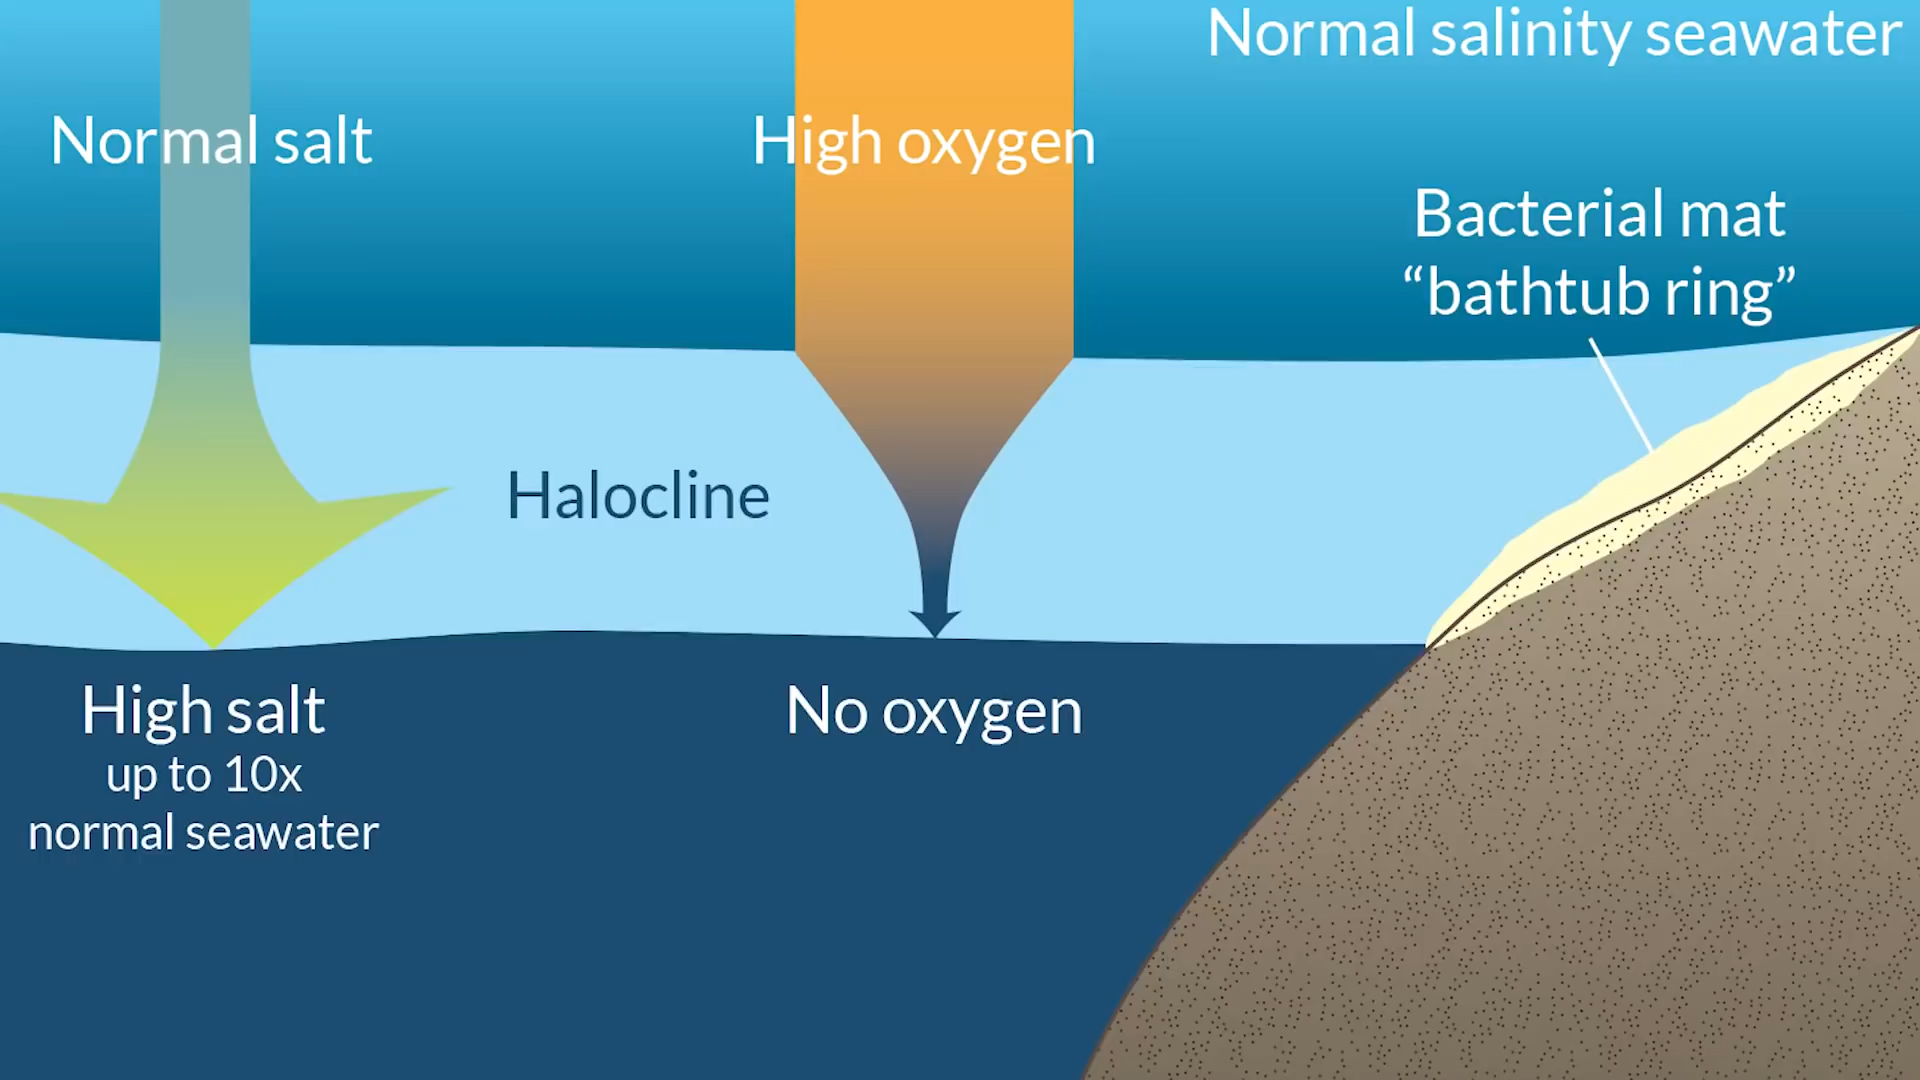 Normal salinity seawater
Normal salt
High oxygen
Bacterial mat
“bathtub ring”
Halocline
High salt
up to 10x
normal seawater
No oxygen